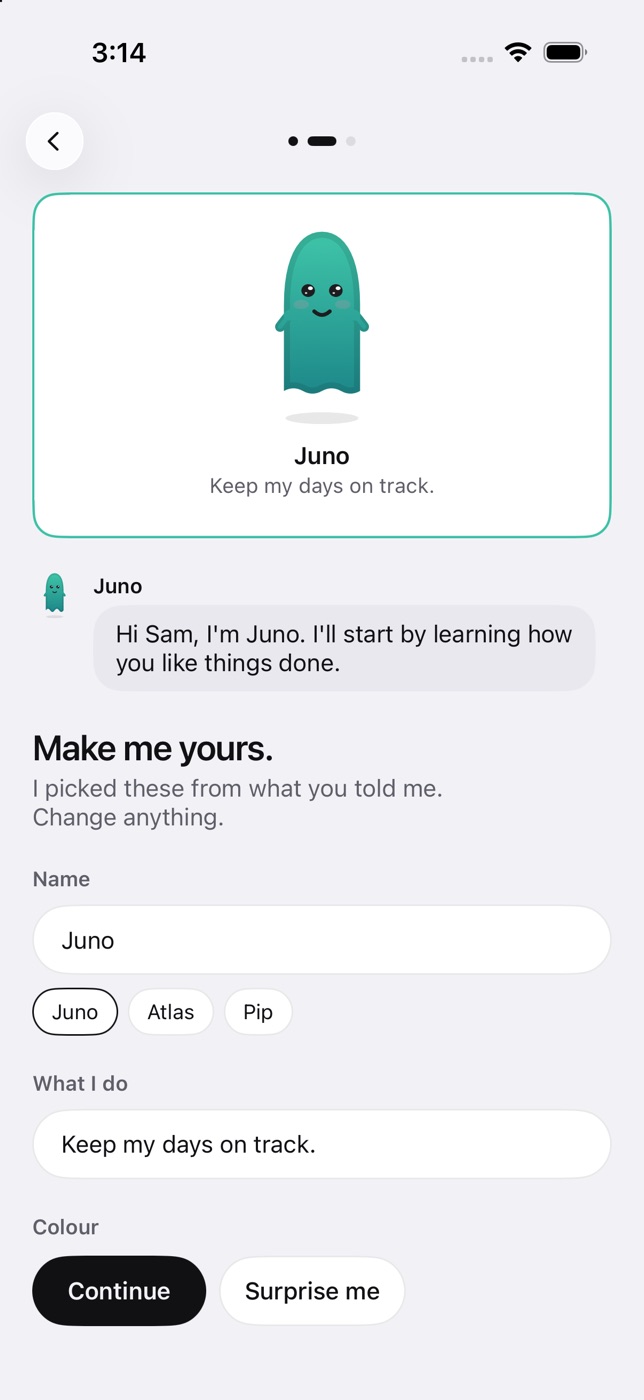 3:14
Juno
Keep my days on track.
Juno
Hi Sam, I'm Juno. I'll start by learning how
you like things done.
Make me yours.
I picked these from what you told me.
Change anything.
Name
Juno
Juno Atlas Pip
What I do
Keep my days on track.
Colour
Continue Surprise me